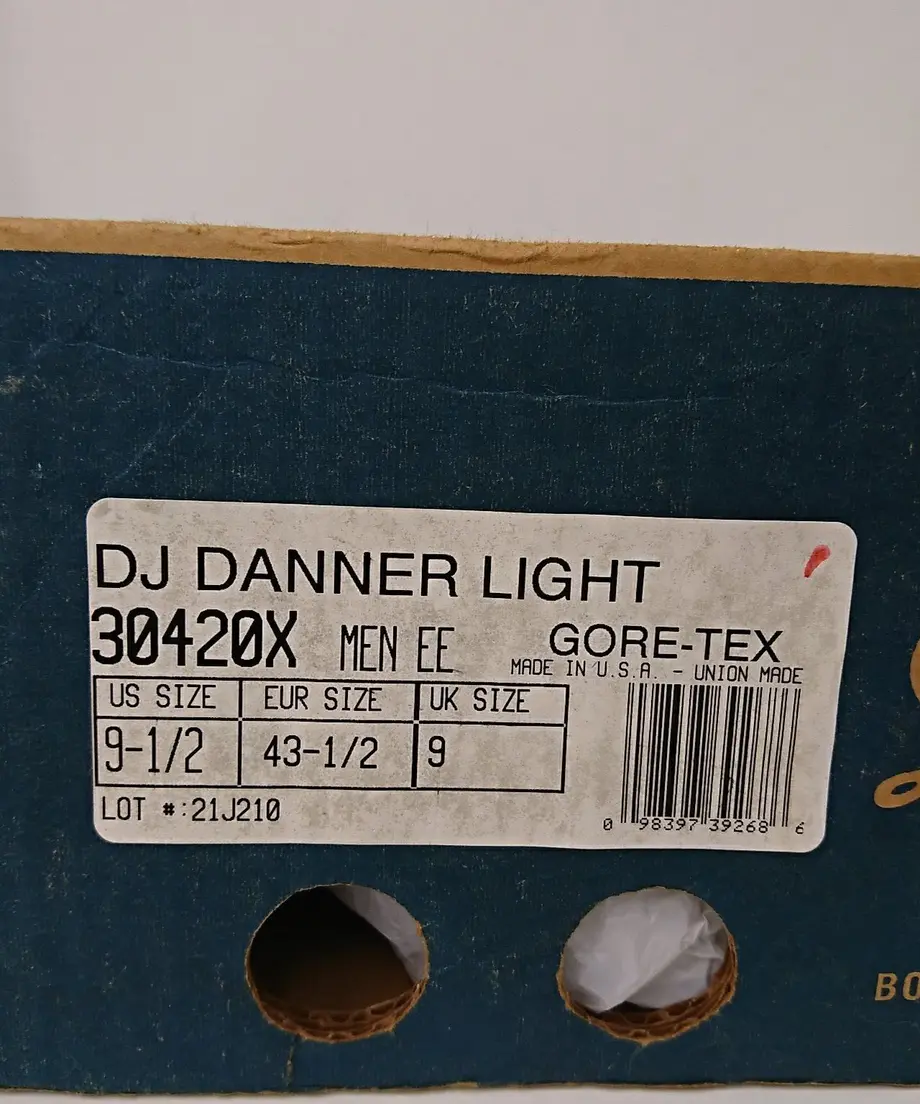 DJ DANNER LIGHT
30420X MEN EE GORE-TEX
MADE IN U.S.A. - UNION MADE
US SIZE EUR SIZE UK SIZE
9-1/2 43-1/2 9
LOT #:21J210
0 98397 39268 6
BO